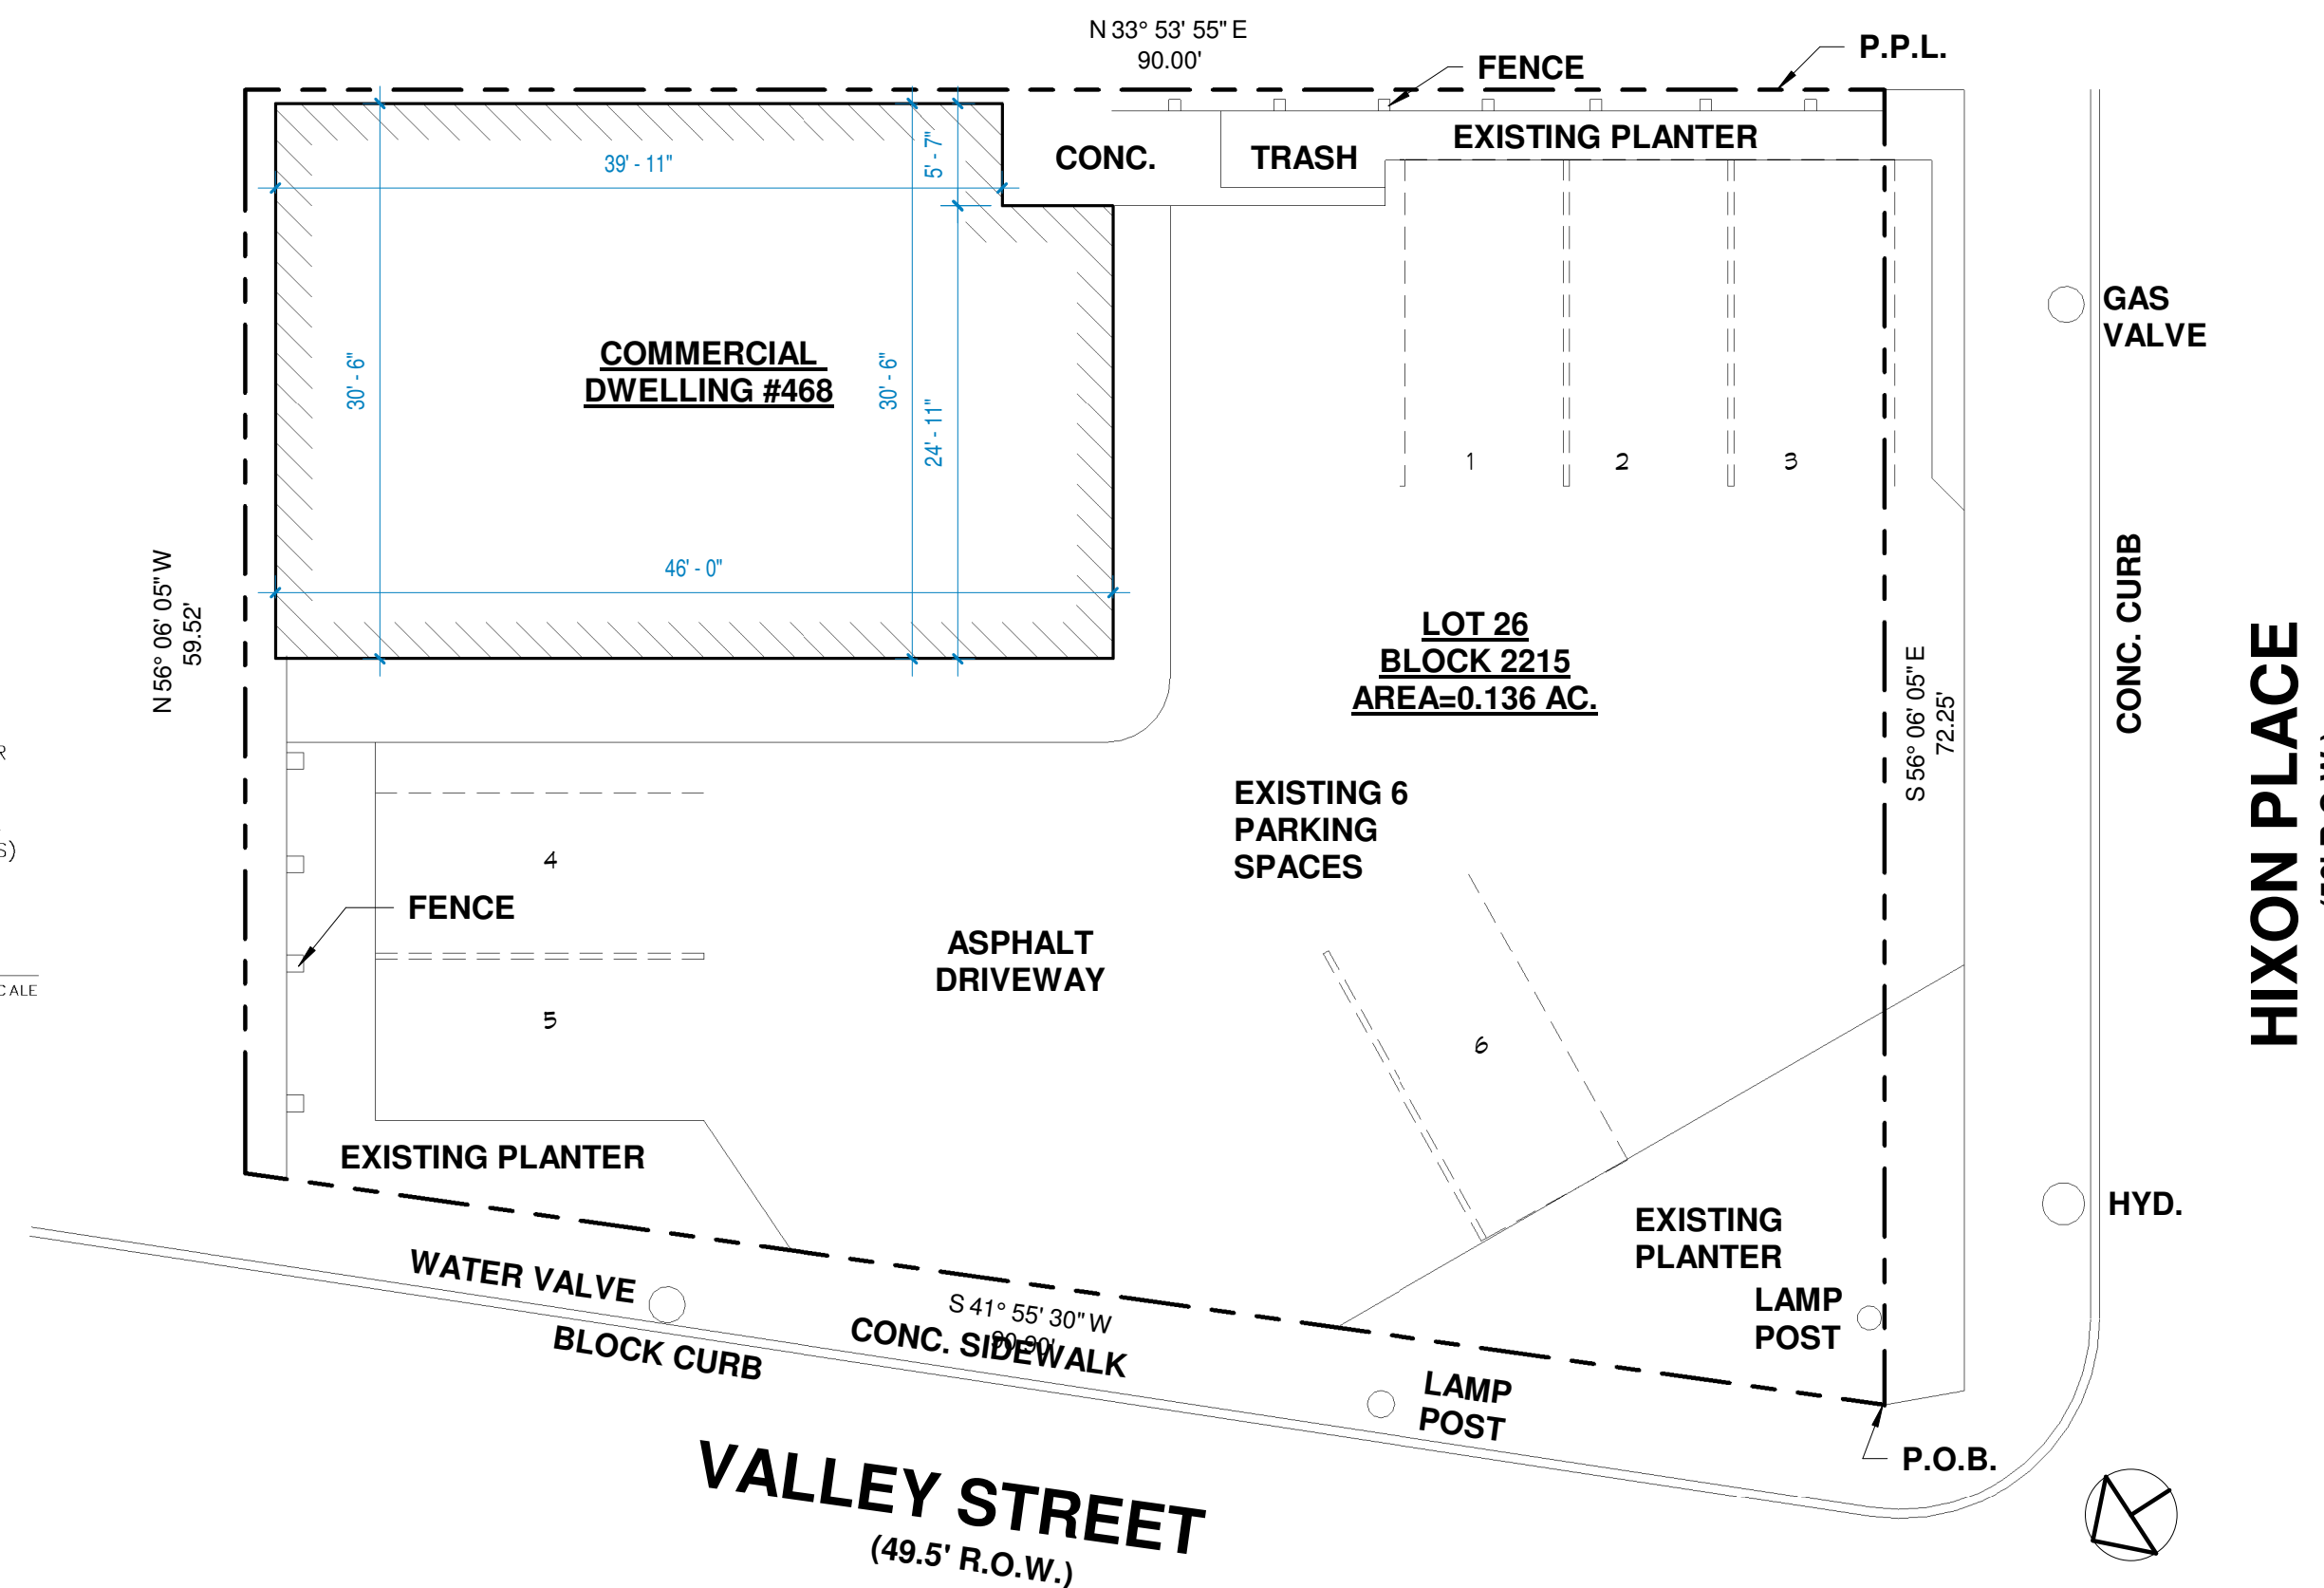 N 33° 53' 55" E
90.00'
FENCE
P.P.L.
CONC.
TRASH
EXISTING PLANTER
39' - 11"
5' - 7"
GAS
VALVE
COMMERCIAL
DWELLING #468
30' - 6"
30' - 6"
24' - 11"
1
2
3
46' - 0"
N 56° 06' 05" W
59.52'
LOT 26
BLOCK 2215
AREA=0.136 AC.
S 56° 06' 05" E
72.25'
CONC. CURB
HIXON PLACE
EXISTING 6
PARKING
SPACES
4
FENCE
ASPHALT
DRIVEWAY
5
6
EXISTING PLANTER
EXISTING
PLANTER
HYD.
WATER VALVE
BLOCK CURB
S 41° 55' 30" W
90.90'
CONC. SIDEWALK
LAMP
POST
LAMP
POST
P.O.B.
VALLEY STREET
(49.5' R.O.W.)